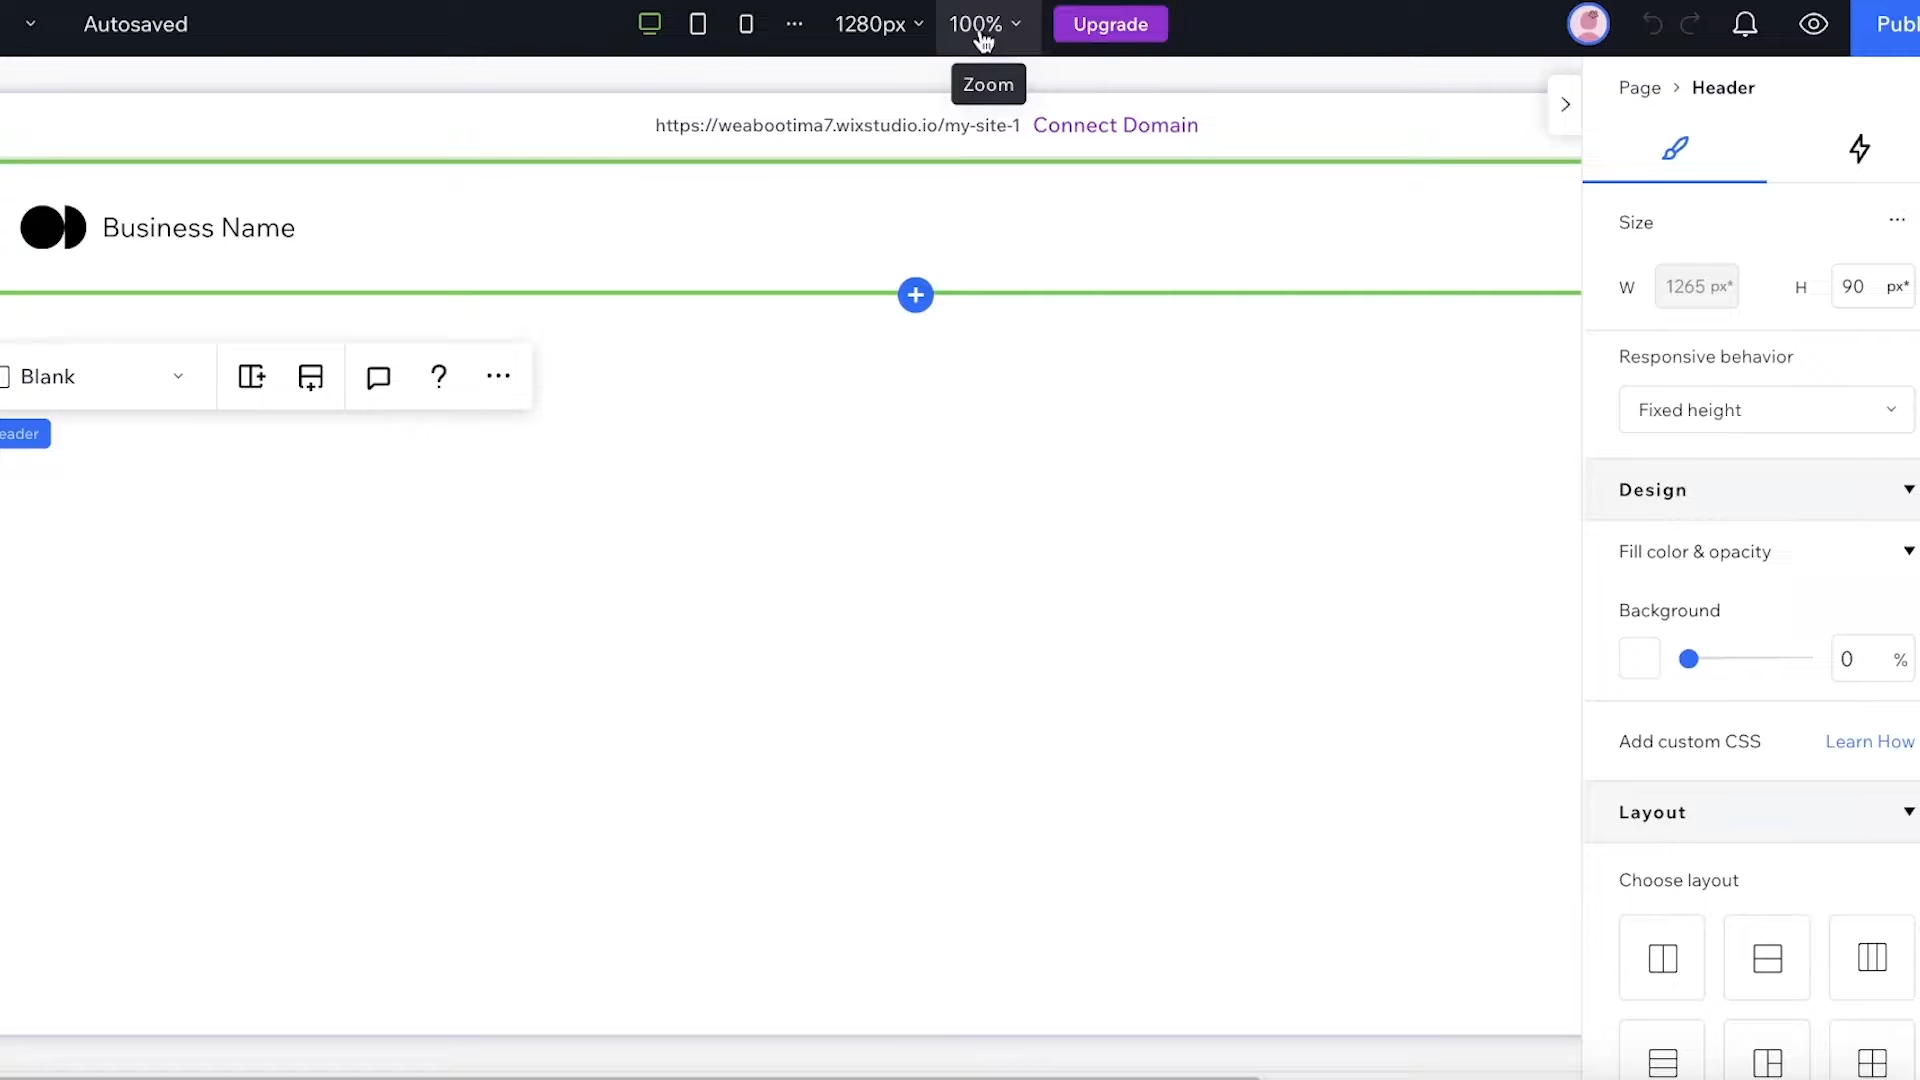 Autosaved
1280px
100%
Upgrade
Publ
Zoom
https://weabootima7.wixstudio.io/my-site-1 Connect Domain
Page > Header
Business Name
Size
...
W 1265 px* H 90 px*
Blank
?
...
eader
Responsive behavior
Fixed height
Design
Fill color & opacity
Background
0 %
Add custom CSS Learn How
Layout
Choose layout